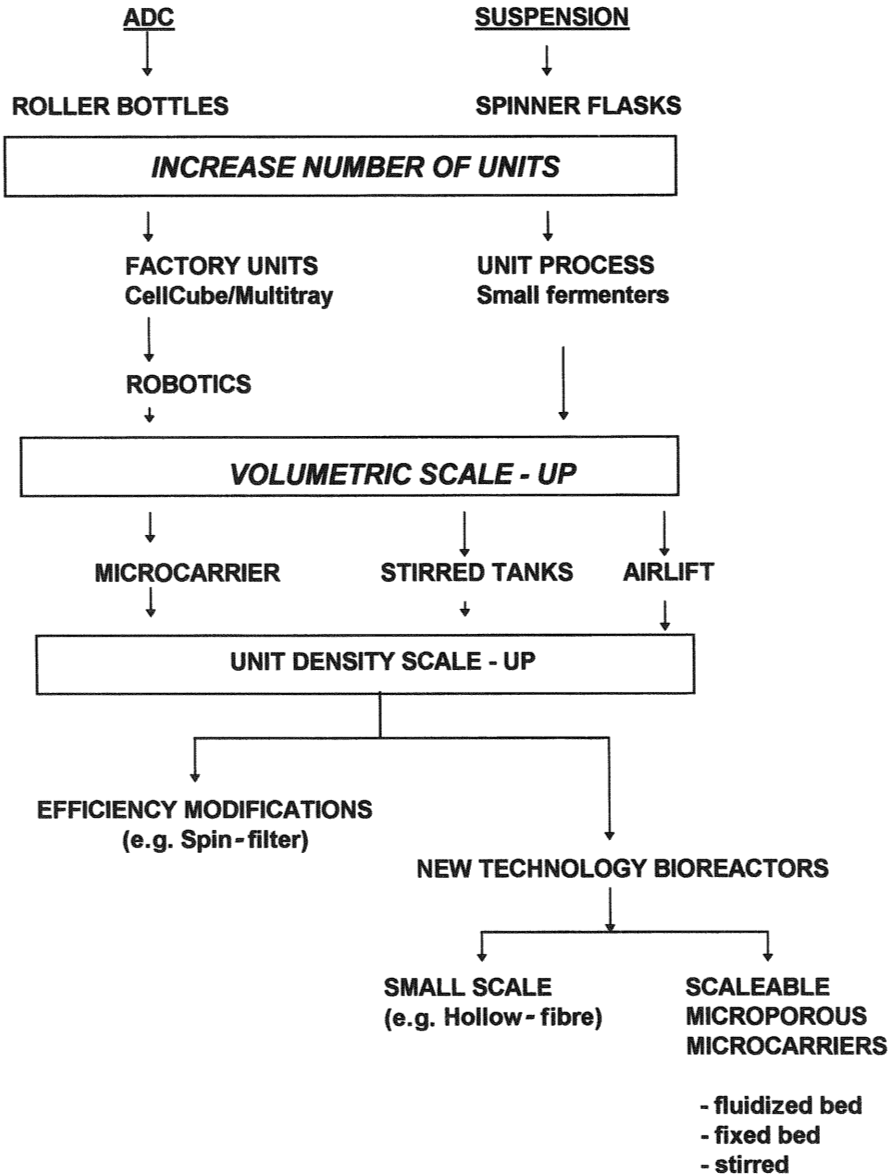 ADC
SUSPENSION
ROLLER BOTTLES
SPINNER FLASKS
INCREASE NUMBER OF UNITS
FACTORY UNITS
CellCube/Multitray
UNIT PROCESS
Small fermenters
ROBOTICS
VOLUMETRIC SCALE - UP
MICROCARRIER
STIRRED TANKS
AIRLIFT
UNIT DENSITY SCALE - UP
EFFICIENCY MODIFICATIONS
(e.g. Spin-filter)
NEW TECHNOLOGY BIOREACTORS
SMALL SCALE
(e.g. Hollow-fibre)
SCALEABLE
MICROPOROUS
MICROCARRIERS
- fluidized bed
- fixed bed
- stirred